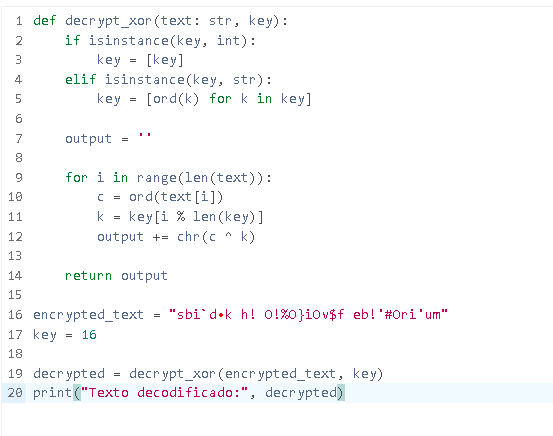 1 def decrypt_xor(text: str, key):
2     if isinstance(key, int):
3         key = [key]
4     elif isinstance(key, str):
5         key = [ord(k) for k in key]
6
7     output = ''
8
9     for i in range(len(text)):
10         c = ord(text[i])
11         k = key[i % len(key)]
12         output += chr(c ^ k)
13
14     return output
15
16 encrypted_text = "sbi`d•k h! O!%O}iOv$f eb!'#Ori'um"
17 key = 16
18
19 decrypted = decrypt_xor(encrypted_text, key)
20 print("Texto decodificado:", decrypted)